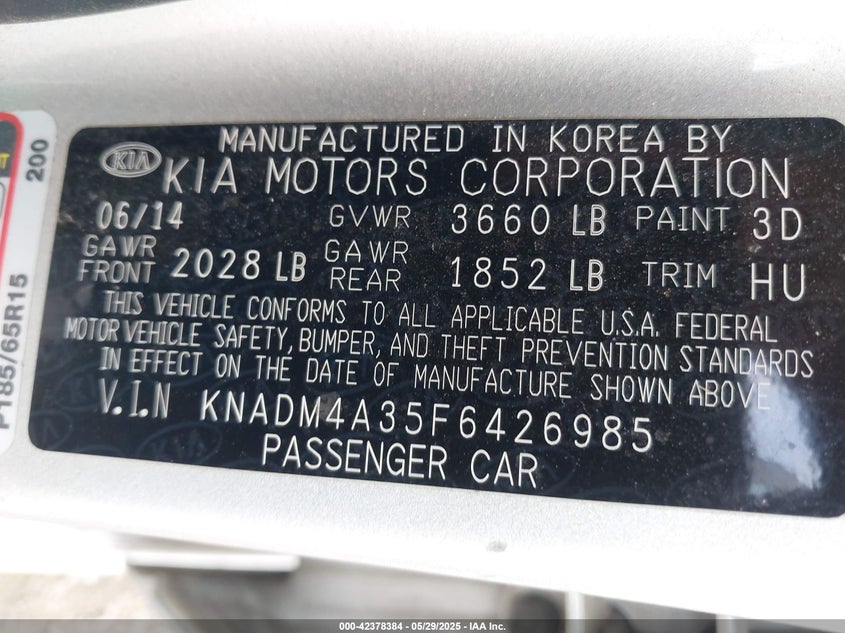 MANUFACTURED IN KOREA BY
KIA KIA MOTORS CORPORATION
06/14 GVWR 3660 LB PAINT 3D
GAWR FRONT 2028 LB GAWR REAR 1852 LB TRIM HU
THIS VEHICLE CONFORMS TO ALL APPLICABLE U.S.A. FEDERAL
MOTOR VEHICLE SAFETY, BUMPER, AND THEFT PREVENTION STANDARDS
IN EFFECT ON THE DATE OF MANUFACTURE SHOWN ABOVE
V.I.N KNADM4A35F6426985
PASSENGER CAR
200
P185/65R15
000-42378384 - 05/29/2025 - IAA Inc.